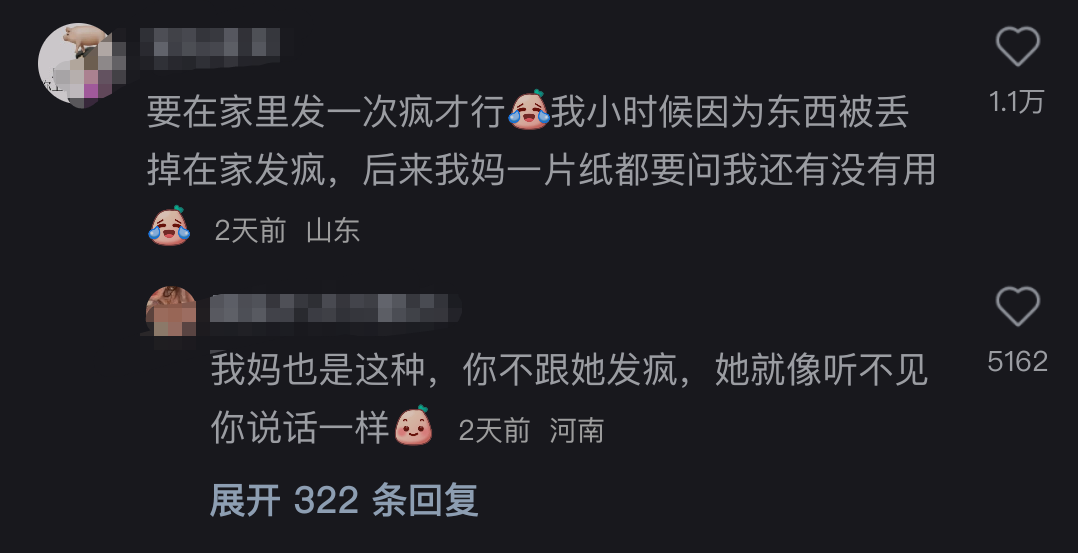 要在家里发一次疯才行我小时候因为东西被丢
1.1万
掉在家发疯，后来我妈一片纸都要问我还有没有用
2天前 山东
我妈也是这种，你不跟她发疯，她就像听不见
5162
你说话一样 2天前 河南
展开 322 条回复